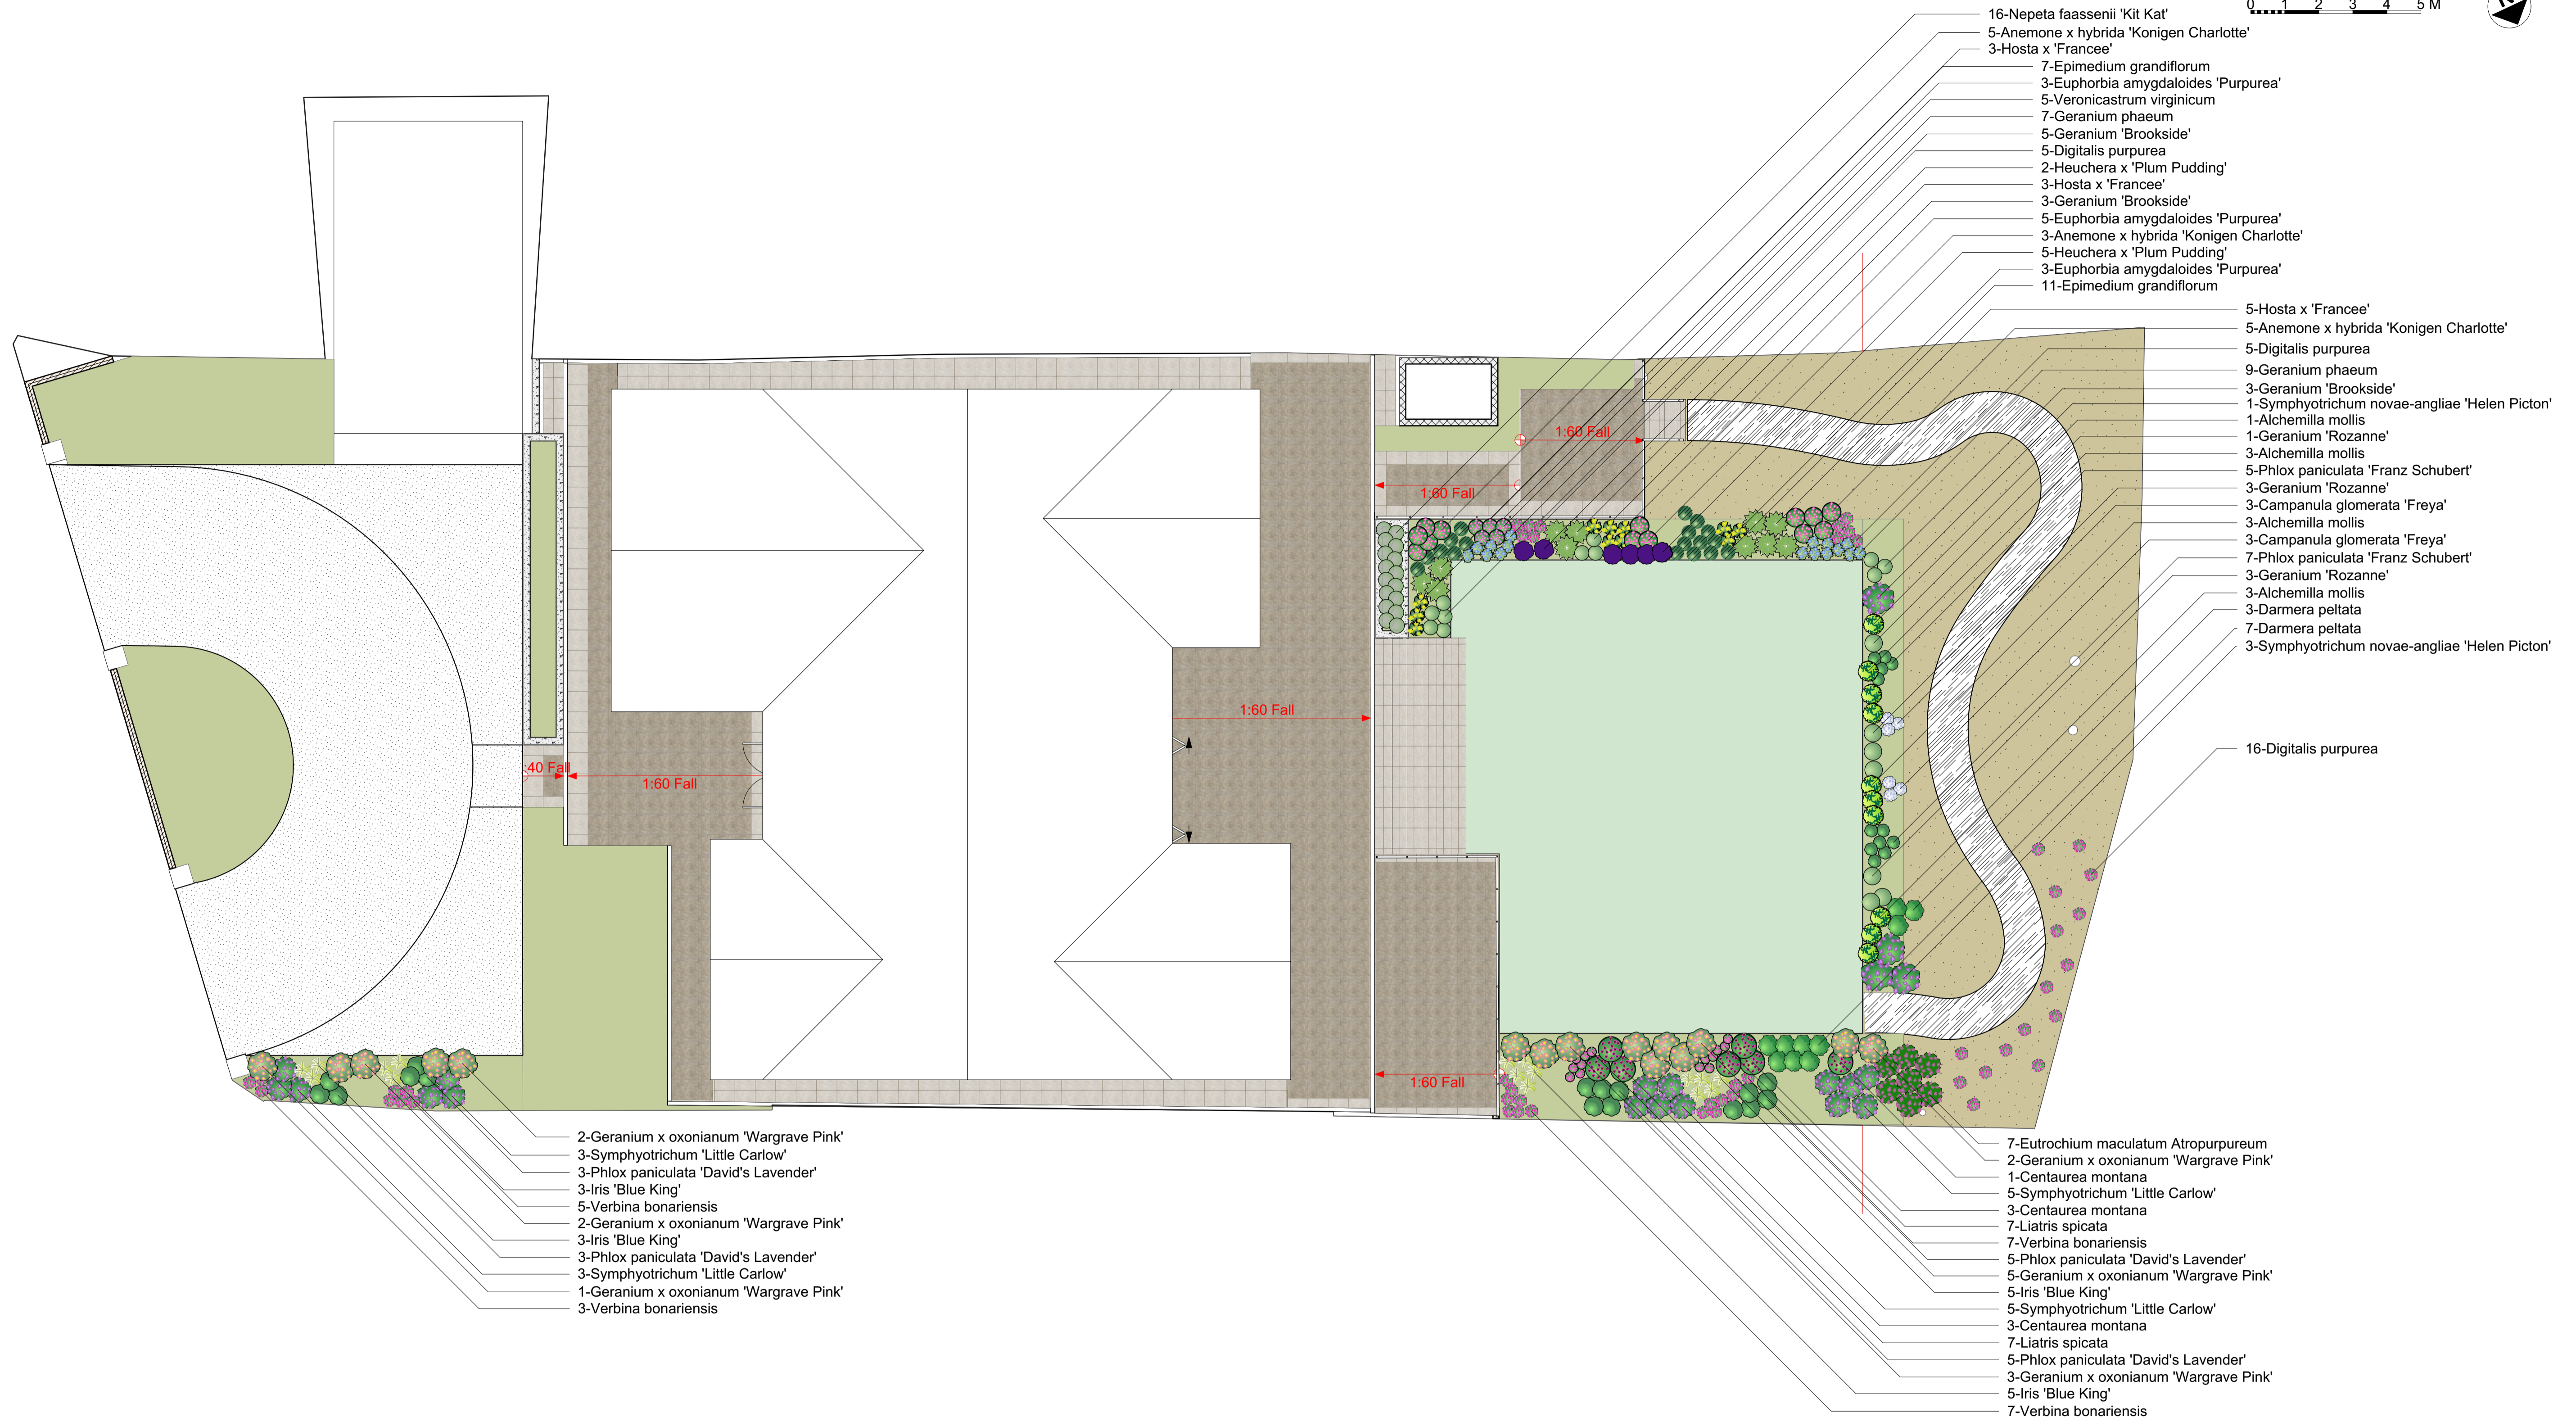 0 1 2 3 4 5 M
N
16-Nepeta faassenii 'Kit Kat'
5-Anemone x hybrida 'Konigen Charlotte'
3-Hosta x 'Francee'
7-Epimedium grandiflorum
3-Euphorbia amygdaloides 'Purpurea'
5-Veronicastrum virginicum
7-Geranium phaeum
5-Geranium 'Brookside'
5-Digitalis purpurea
2-Heuchera x 'Plum Pudding'
3-Hosta x 'Francee'
3-Geranium 'Brookside'
5-Euphorbia amygdaloides 'Purpurea'
3-Anemone x hybrida 'Konigen Charlotte'
5-Heuchera x 'Plum Pudding'
3-Euphorbia amygdaloides 'Purpurea'
11-Epimedium grandiflorum
5-Hosta x 'Francee'
5-Anemone x hybrida 'Konigen Charlotte'
5-Digitalis purpurea
9-Geranium phaeum
3-Geranium 'Brookside'
1-Symphyotrichum novae-angliae 'Helen Picton'
1-Alchemilla mollis
1-Geranium 'Rozanne'
3-Alchemilla mollis
5-Phlox paniculata 'Franz Schubert'
3-Geranium 'Rozanne'
3-Campanula glomerata 'Freya'
3-Alchemilla mollis
3-Campanula glomerata 'Freya'
7-Phlox paniculata 'Franz Schubert'
3-Geranium 'Rozanne'
3-Alchemilla mollis
3-Darmera peltata
7-Darmera peltata
3-Symphyotrichum novae-angliae 'Helen Picton'
16-Digitalis purpurea
1:60 Fall
1:60 Fall
1:60 Fall
:40 Fall
1:60 Fall
1:60 Fall
2-Geranium x oxonianum 'Wargrave Pink'
3-Symphyotrichum 'Little Carlow'
3-Phlox paniculata 'David's Lavender'
3-Iris 'Blue King'
5-Verbina bonariensis
2-Geranium x oxonianum 'Wargrave Pink'
3-Iris 'Blue King'
3-Phlox paniculata 'David's Lavender'
3-Symphyotrichum 'Little Carlow'
1-Geranium x oxonianum 'Wargrave Pink'
3-Verbina bonariensis
7-Eutrochium maculatum Atropurpureum
2-Geranium x oxonianum 'Wargrave Pink'
1-Centaurea montana
5-Symphyotrichum 'Little Carlow'
3-Centaurea montana
7-Liatris spicata
7-Verbina bonariensis
5-Phlox paniculata 'David's Lavender'
5-Geranium x oxonianum 'Wargrave Pink'
5-Iris 'Blue King'
5-Symphyotrichum 'Little Carlow'
3-Centaurea montana
7-Liatris spicata
5-Phlox paniculata 'David's Lavender'
3-Geranium x oxonianum 'Wargrave Pink'
5-Iris 'Blue King'
7-Verbina bonariensis